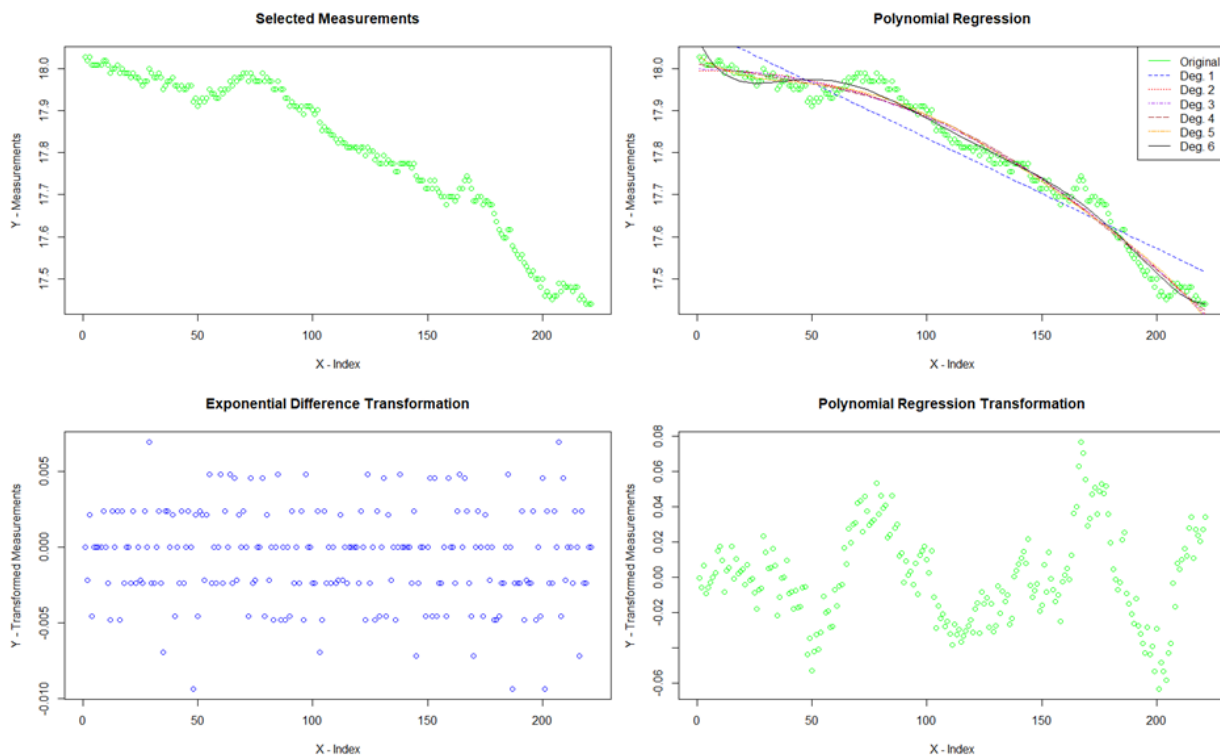 Selected Measurements
Y - Measurements
18.0
17.9
17.8
17.7
17.6
17.5
0
50
100
150
200
X - Index
Polynomial Regression
Y - Measurements
18.0
17.9
17.8
17.7
17.6
17.5
Original
Deg. 1
Deg. 2
Deg. 3
Deg. 4
Deg. 5
Deg. 6
0
50
100
150
200
X - Index
Exponential Difference Transformation
Y - Transformed Measurements
0.005
0.000
-0.005
-0.010
0
50
100
150
200
X - Index
Polynomial Regression Transformation
Y - Transformed Measurements
0.08
0.06
0.04
0.02
0.00
-0.02
-0.06
0
50
100
150
200
X - Index